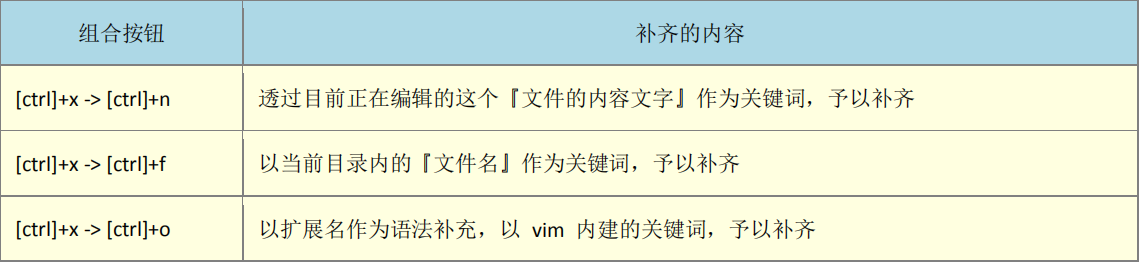 组合按钮 补齐的内容
[ctrl]+x -> [ctrl]+n 透过目前正在编辑的这个『文件的内容文字』作为关键词，予以补齐
[ctrl]+x -> [ctrl]+f 以当前目录内的『文件名』作为关键词，予以补齐
[ctrl]+x -> [ctrl]+o 以扩展名作为语法补充，以 vim 内建的关键词，予以补齐